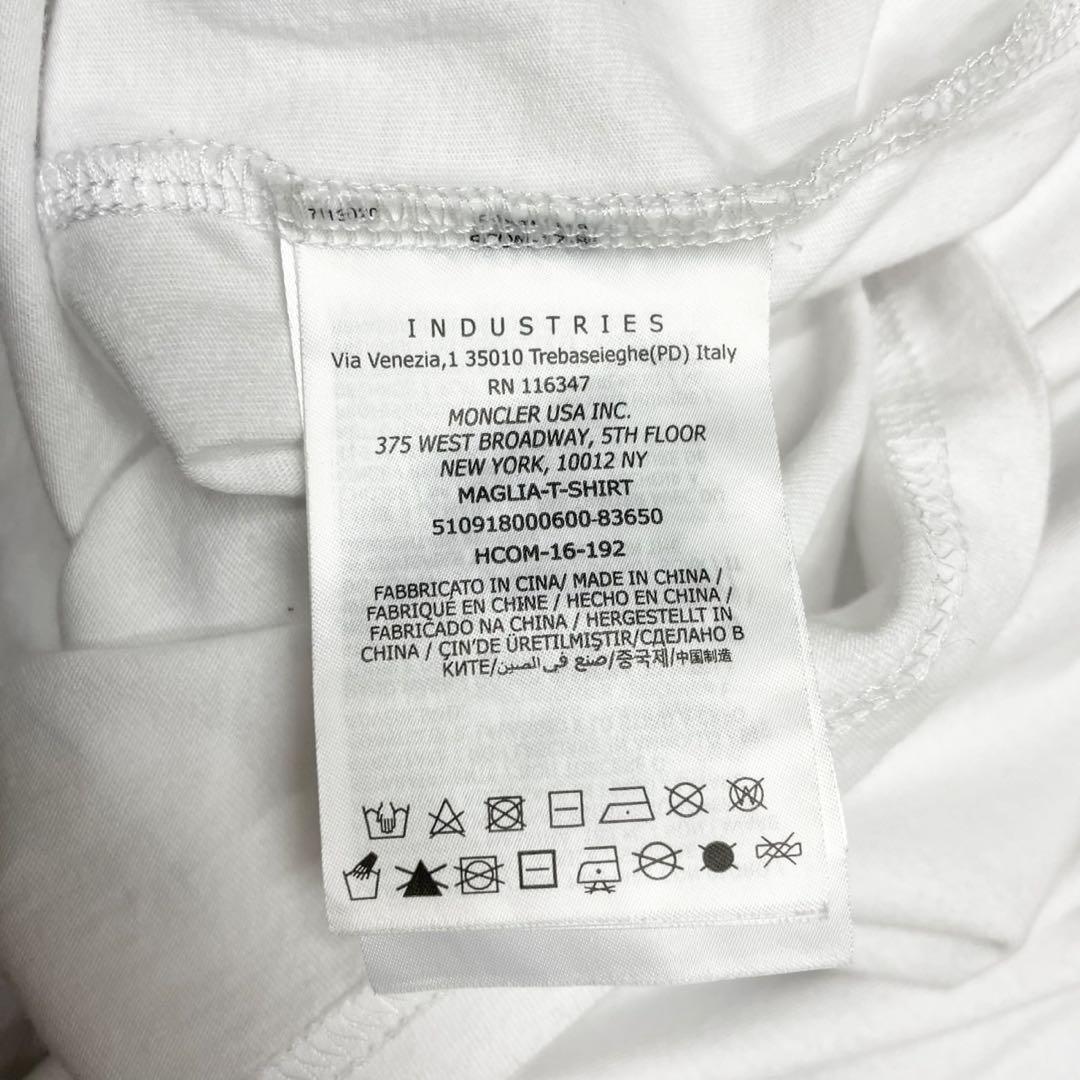 INDUSTRIES
Via Venezia,1 35010 Trebaseieghe(PD) Italy
RN 116347
MONCLER USA INC.
375 WEST BROADWAY, 5TH FLOOR
NEW YORK, 10012 NY
MAGLIA-T-SHIRT
510918000600-83650
HCOM-16-192
FABBRICATO IN CINA/ MADE IN CHINA /
FABRIQUÉ EN CHINE / HECHO EN CHINA /
FABRICADO NA CHINA / HERGESTELLT IN
CHINA / ÇIN'DE ÜRETILMIŞTIR/СДЕЛАНО В
КИТЕ/صنع في الصين/중국제/中国制造
W